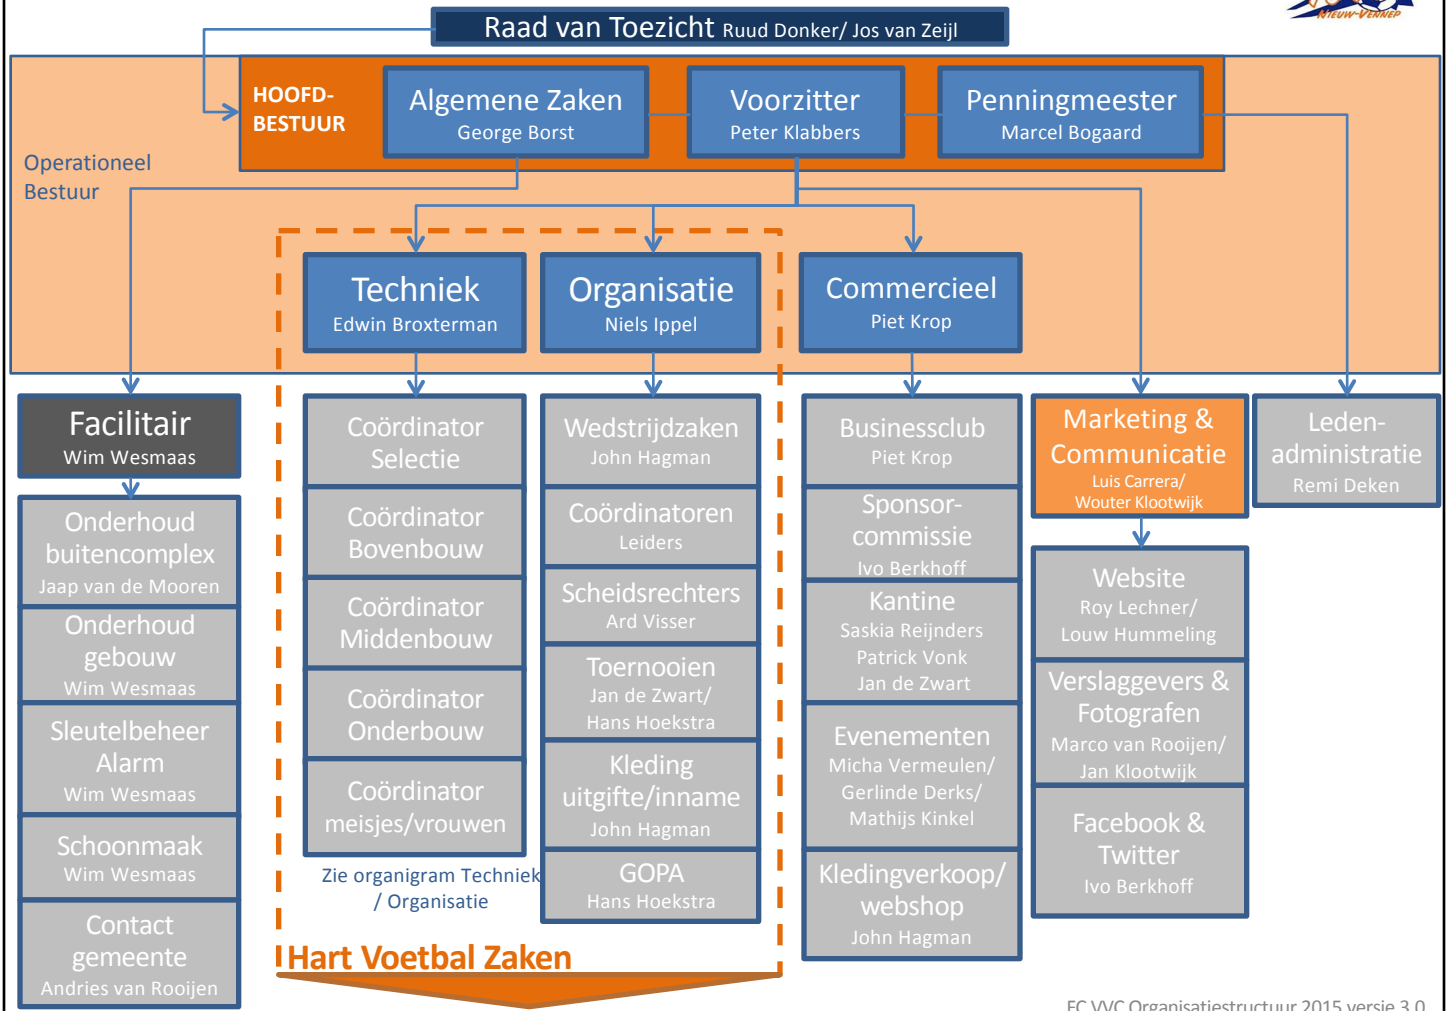 NIEUW-VENNEP
Raad van Toezicht Ruud Donker/ Jos van Zeijl
HOOFD-
BESTUUR
Algemene Zaken
George Borst
Voorzitter
Peter Klabbers
Penningmeester
Marcel Bogaard
Operationeel
Bestuur
Techniek
Edwin Broxterman
Organisatie
Niels Ippel
Commercieel
Piet Krop
Facilitair
Wim Wesmaas
Onderhoud
buitencomplex
Jaap van de Mooren
Onderhoud
gebouw
Wim Wesmaas
Sleutelbeheer
Alarm
Wim Wesmaas
Schoonmaak
Wim Wesmaas
Contact
gemeente
Andries van Rooijen
Coördinator
Selectie
Coördinator
Bovenbouw
Coördinator
Middenbouw
Coördinator
Onderbouw
Coördinator
meisjes/vrouwen
Zie organigram Techniek
/ Organisatie
Wedstrijdzaken
John Hagman
Coördinatoren
Leiders
Scheidsrechters
Ard Visser
Toernooien
Jan de Zwart/
Hans Hoekstra
Kleding
uitgifte/inname
John Hagman
GOPA
Hans Hoekstra
Hart Voetbal Zaken
Businessclub
Piet Krop
Sponsor-
commissie
Ivo Berkhoff
Kantine
Saskia Reijnders
Patrick Vonk
Jan de Zwart
Evenementen
Micha Vermeulen/
Gerlinde Derks/
Mathijs Kinkel
Kledingverkoop/
webshop
John Hagman
Marketing &
Communicatie
Luis Carrera/
Wouter Klootwijk
Website
Roy Lechner/
Louw Hummeling
Verslaggevers &
Fotografen
Marco van Rooijen/
Jan Klootwijk
Facebook &
Twitter
Ivo Berkhoff
Leden-
administratie
Remi Deken
FC VVC Organisatiestructuur 2015 versie 3.0